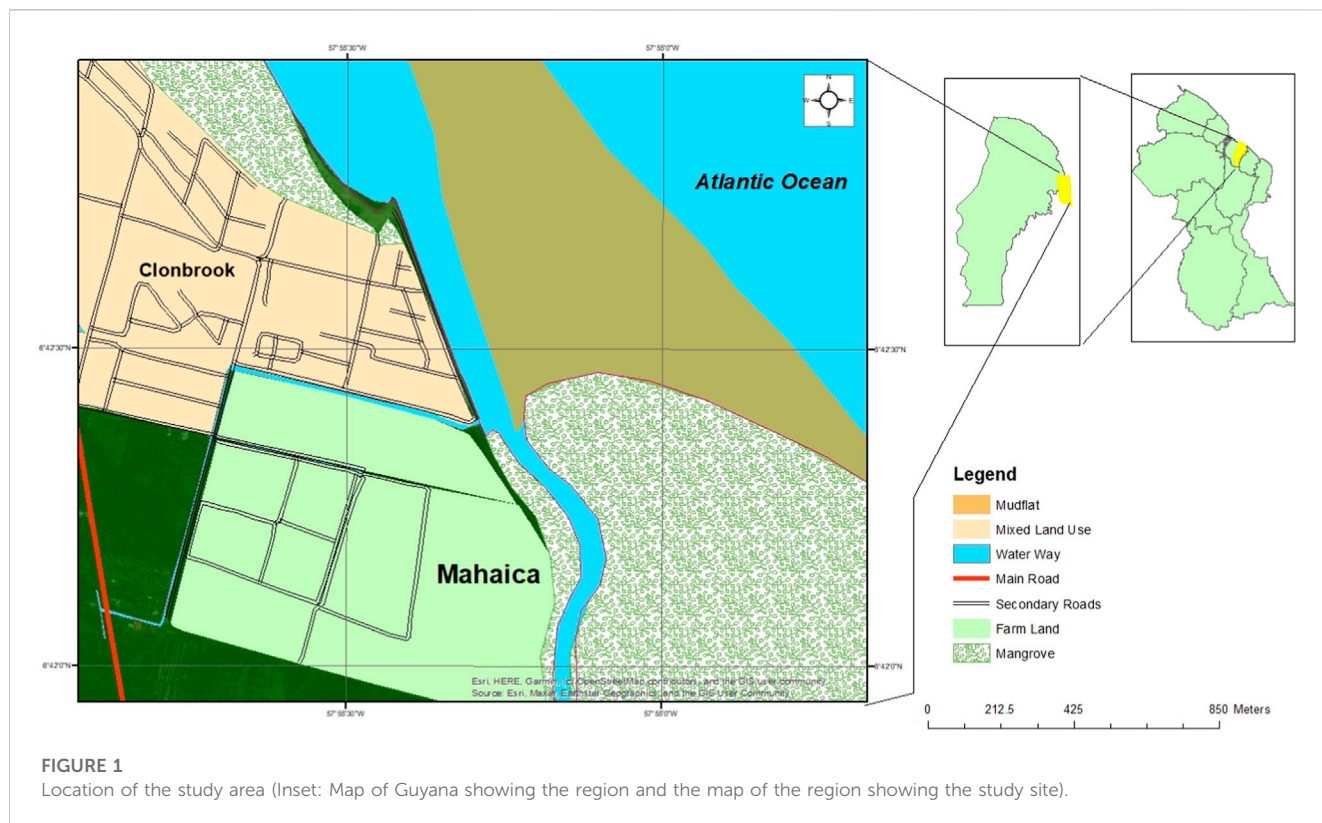 57°55'30"W
57°55'0"W
N
W E
S
Atlantic Ocean
Clonbrook
6°42'30"N
6°42'30"N
Mahaica
6°42'0"N
6°42'0"N
Esri, HERE, Garmin, (c) OpenStreetMap contributors, and the GIS user community
Source: Esri, Maxar, Earthstar Geographics, and the GIS User Community
57°55'30"W
57°55'0"W
Legend
Mudflat
Mixed Land Use
Water Way
Main Road
Secondary Roads
Farm Land
Mangrove
0 212.5 425 850 Meters
FIGURE 1
Location of the study area (Inset: Map of Guyana showing the region and the map of the region showing the study site).